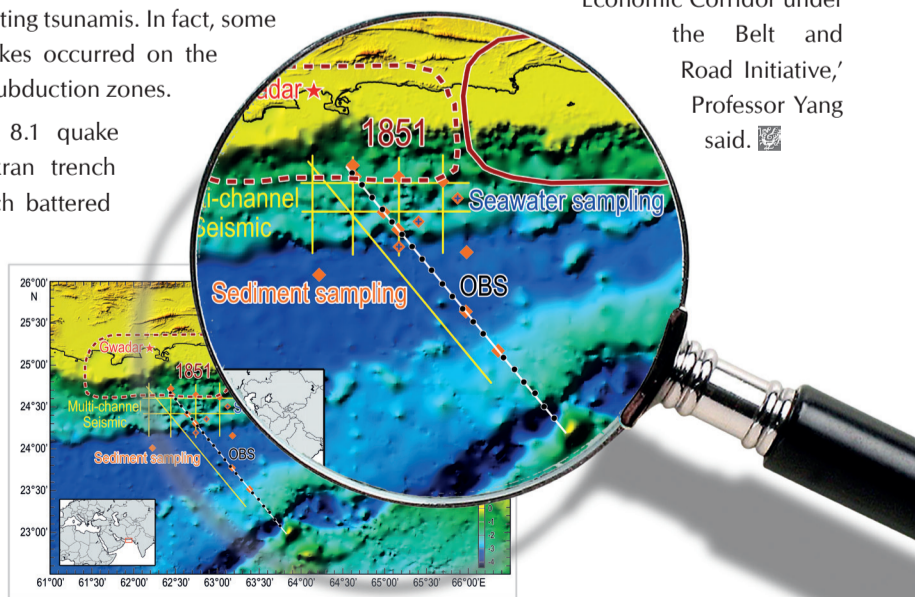 ting tsunamis. In fact, some
kes occurred on the
ubduction zones.
8.1 quake
ran trench
h battered
Economic Corridor under
the Belt and
Road Initiative,’
Professor Yang
said.
adar
1851
i-channel
Seismic
Seawater sampling
Sediment sampling
OBS
26°00'
N
25°30'
25°00'
24°30'
24°00'
23°30'
23°00'
Gwadar
1851
Multi-channel
Seismic
Sediment sampling
OBS
61°00' 61°30' 62°00' 62°30' 63°00' 63°30' 64°00' 64°30' 65°00' 65°30' 66°00'E